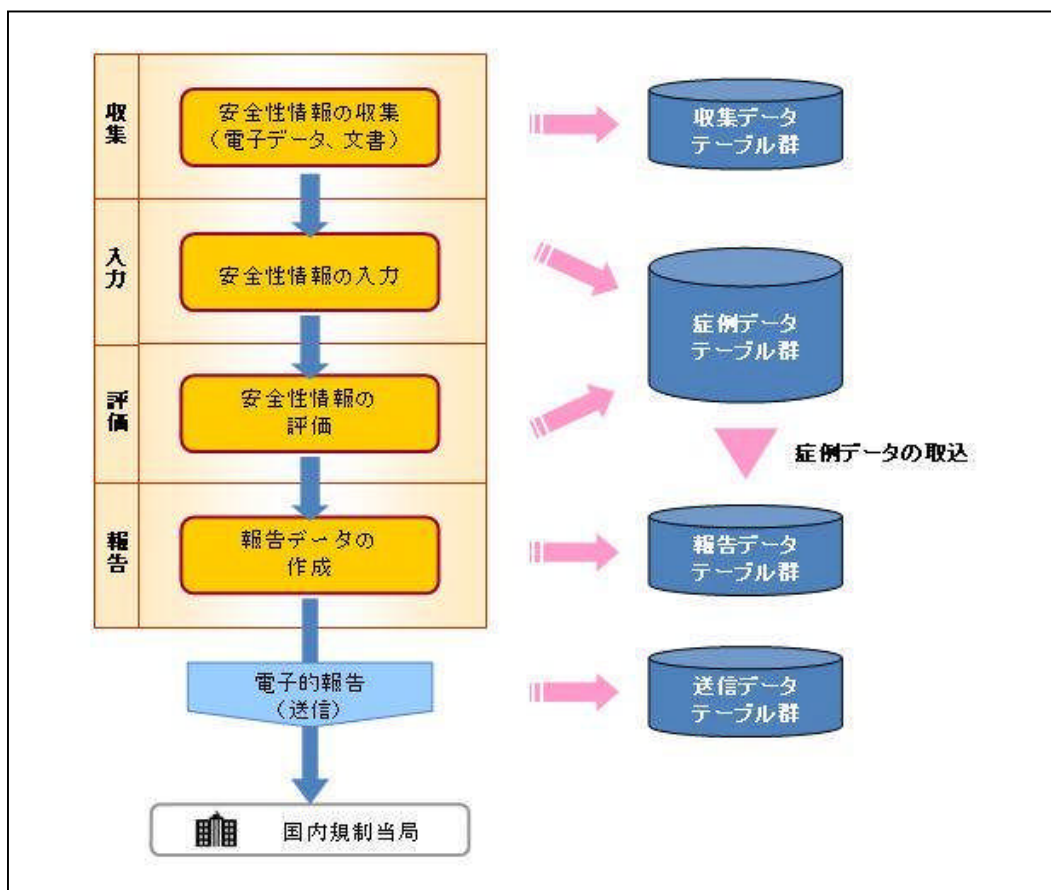 収集
安全性情報の収集
（電子データ、文書）
収集データ
テーブル群
入力
安全性情報の入力
症例データ
テーブル群
評価
安全性情報の
評価
症例データの取込
報告
報告データの
作成
報告データ
テーブル群
電子的報告
（送信）
送信データ
テーブル群
国内規制当局